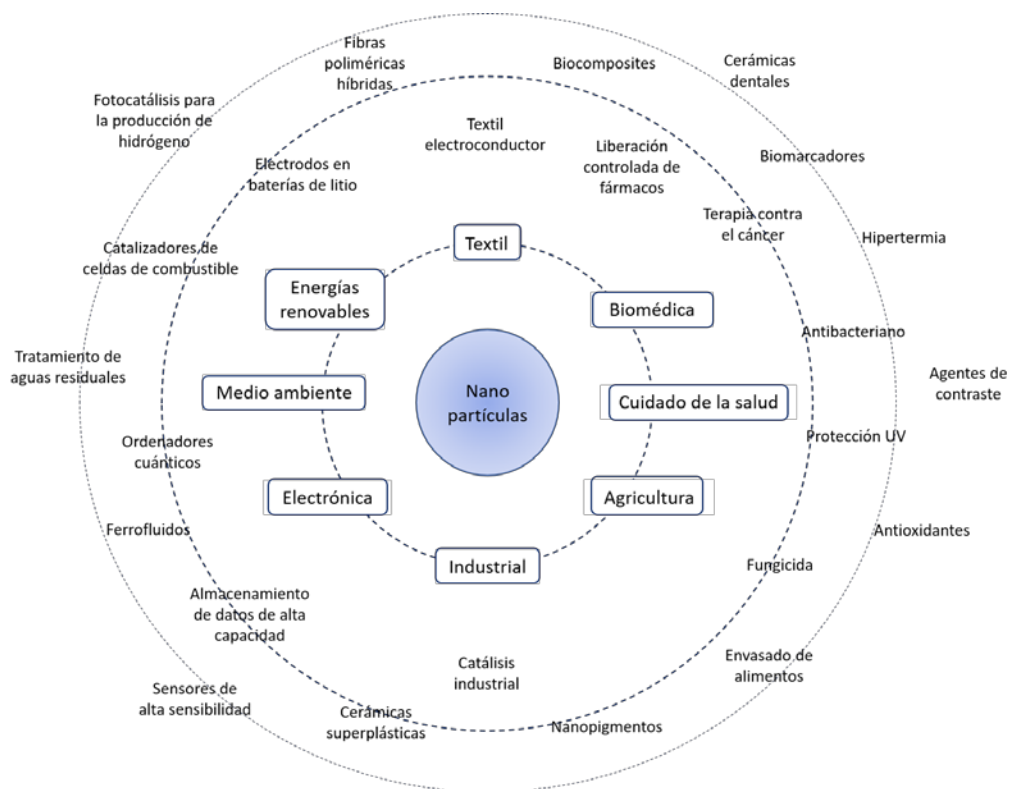 Fibras
poliméricas
híbridas
Biocomposites
Cerámicas
dentales
Fotocatálisis para
la producción de
hidrógeno
Textil
electroconductor
Liberación
controlada de
fármacos
Biomarcadores
Electrodos en
baterías de litio
Terapia contra
el cáncer
Hipertermia
Catalizadores de
celdas de combustible
Textil
Energías
renovables
Biomédica
Antibacteriano
Tratamiento de
aguas residuales
Medio ambiente
Nano
partículas
Cuidado de la salud
Agentes de
contraste
Ordenadores
cuánticos
Protección UV
Electrónica
Agricultura
Ferrofluidos
Antioxidantes
Industrial
Fungicida
Almacenamiento
de datos de alta
capacidad
Catálisis
industrial
Envasado de
alimentos
Sensores de
alta sensibilidad
Cerámicas
superplásticas
Nanopigmentos